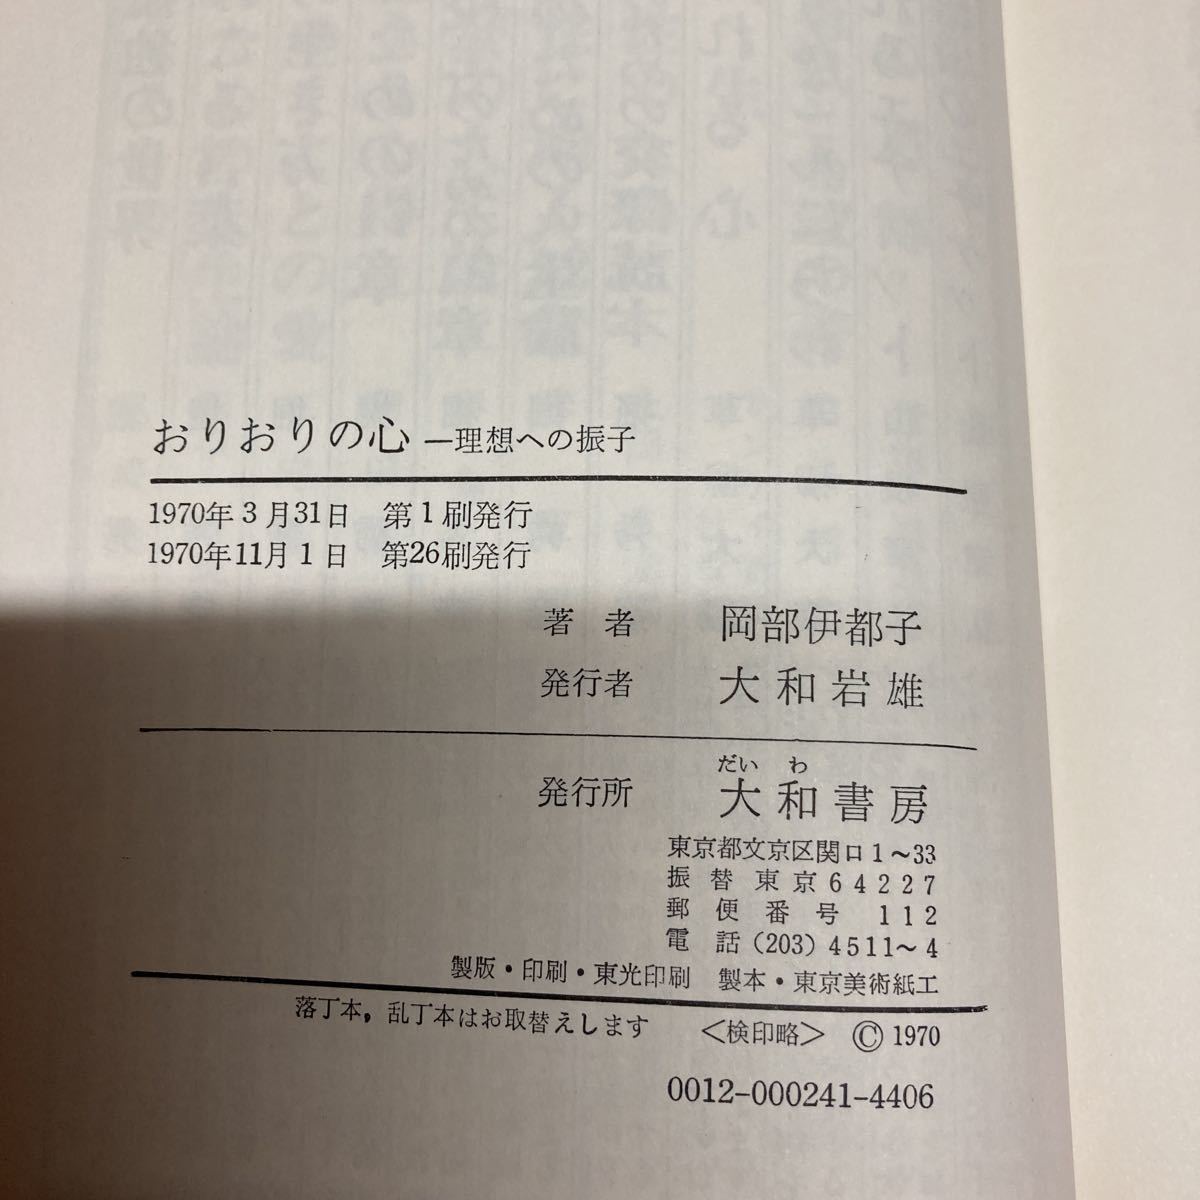 おりおりの心 ―理想への振子
1970年3月31日 第1刷発行
1970年11月1日 第26刷発行
著者 岡部伊都子
発行者 大和岩雄
だいわ
発行所 大和書房
東京都文京区関口1~33
振替東京64227
郵便番号 112
電話(203)4511~4
製版・印刷・東光印刷 製本・東京美術紙工
落丁本,乱丁本はお取替えします <検印略> ©1970
0012-000241-4406